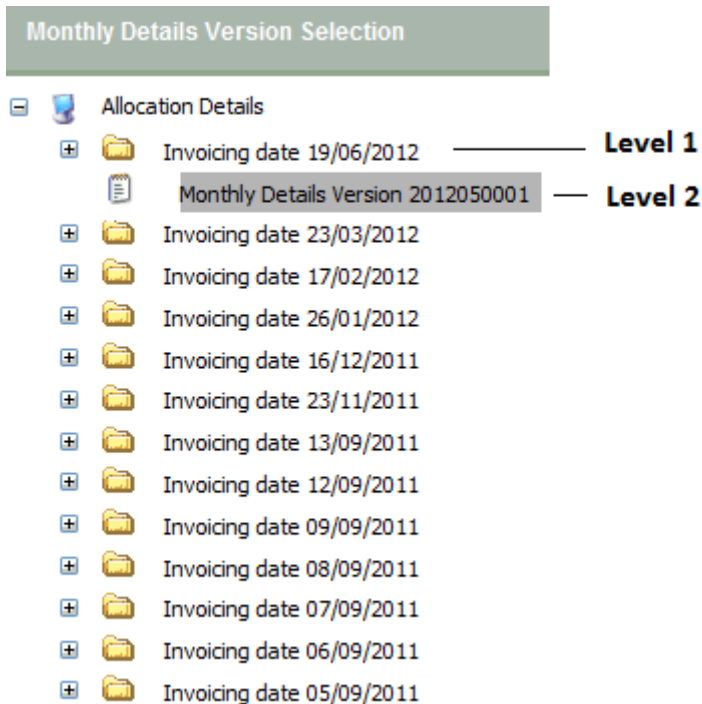 Monthly Details Version Selection
Allocation Details
Invoicing date 19/06/2012 Level 1
Monthly Details Version 2012050001 Level 2
Invoicing date 23/03/2012
Invoicing date 17/02/2012
Invoicing date 26/01/2012
Invoicing date 16/12/2011
Invoicing date 23/11/2011
Invoicing date 13/09/2011
Invoicing date 12/09/2011
Invoicing date 09/09/2011
Invoicing date 08/09/2011
Invoicing date 07/09/2011
Invoicing date 06/09/2011
Invoicing date 05/09/2011